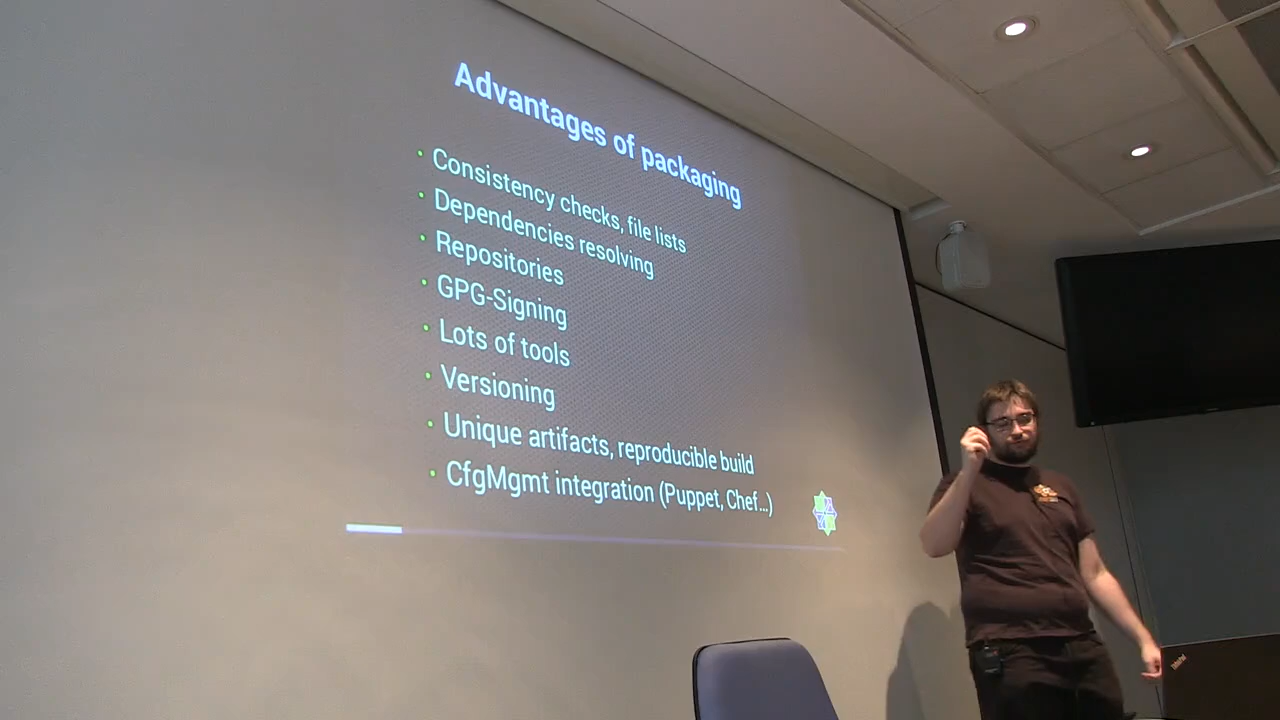 Advantages of packaging
Consistency checks, file lists
Dependencies resolving
Repositories
GPG-Signing
Lots of tools
Versioning
Unique artifacts, reproducible build
CfgMgmt integration (Puppet, Chef...)
ThinkPad